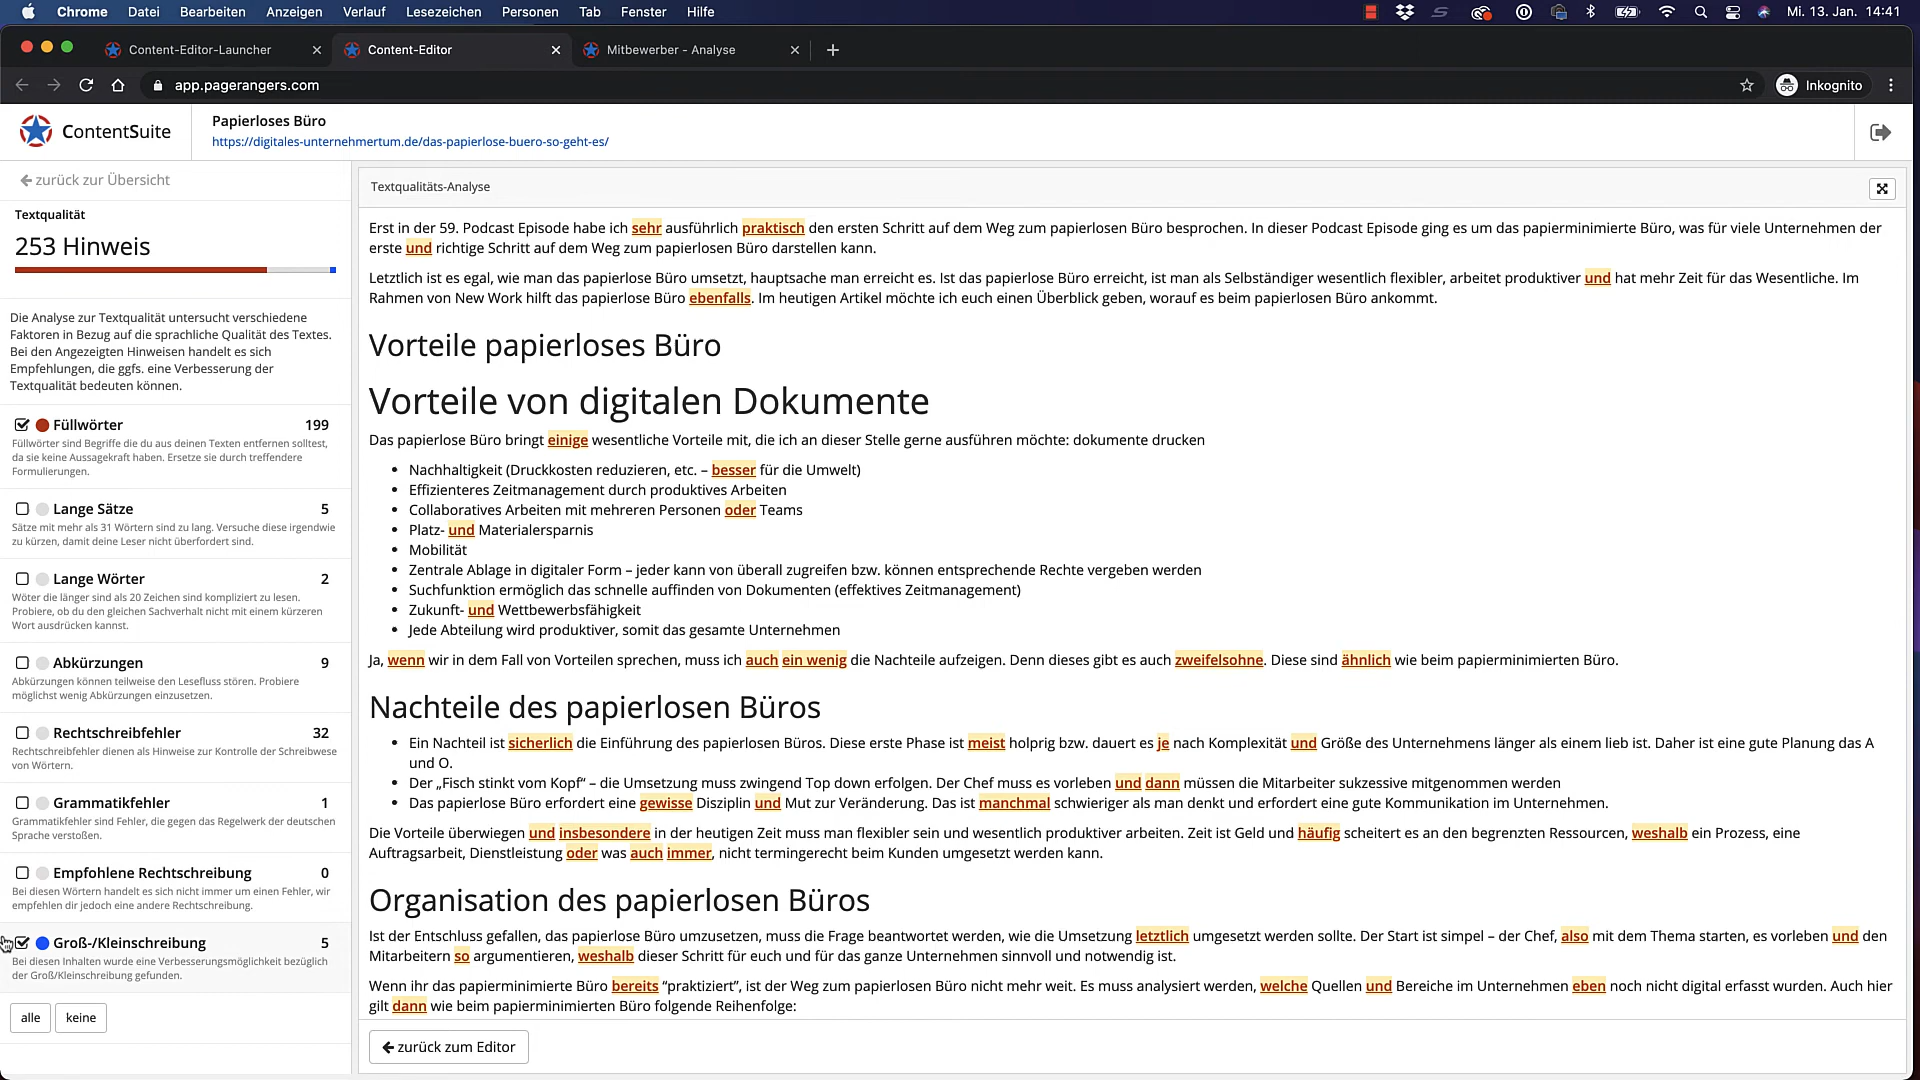 Chrome Datei Bearbeiten Anzeigen Verlauf Lesezeichen Personen Tab Fenster Hilfe Mi. 13. Jan. 14:41
Content-Editor-Launcher Content-Editor Mitbewerber - Analyse
app.pagerangers.com Inkognito
ContentSuite
Papierloses Büro
https://digitales-unternehmertum.de/das-papierlose-buero-so-geht-es/
zurück zur Übersicht
Textqualität
253 Hinweis
Die Analyse zur Textqualität untersucht verschiedene
Faktoren in Bezug auf die sprachliche Qualität des Textes.
Bei den Angezeigten Hinweisen handelt es sich
Empfehlungen, die ggfs. eine Verbesserung der
Textqualität bedeuten können.
Füllwörter 199
Füllwörter sind Begriffe die du aus deinen Texten entfernen solltest,
da sie keine Aussagekraft haben. Ersetze sie durch treffendere
Formulierungen.
Lange Sätze 5
Sätze mit mehr als 31 Wörtern sind zu lang. Versuche diese irgendwie
zu kürzen, damit deine Leser nicht überfordert sind.
Lange Wörter 2
Wöter die länger sind als 20 Zeichen sind kompliziert zu lesen.
Probiere, ob du den gleichen Sachverhalt nicht mit einem kürzeren
Wort ausdrücken kannst.
Abkürzungen 9
Abkürzungen können teilweise den Lesefluss stören. Probiere
möglichst wenig Abkürzungen einzusetzen.
Rechtschreibfehler 32
Rechtschreibfehler dienen als Hinweise zur Kontrolle der Schreibwese
von Wörtern.
Grammatikfehler 1
Grammatikfehler sind Fehler, die gegen das Regelwerk der deutschen
Sprache verstoßen.
Empfohlene Rechtschreibung 0
Bei diesen Wörtern handelt es sich nicht immer um einen Fehler, wir
empfehlen dir jedoch eine andere Rechtschreibung.
Groß-/Kleinschreibung 5
Bei diesen Inhalten wurde eine Verbesserungsmöglichkeit bezüglich
der Groß/Kleinschreibung gefunden.
alle keine
Textqualitäts-Analyse
Erst in der 59. Podcast Episode habe ich sehr ausführlich praktisch den ersten Schritt auf dem Weg zum papierlosen Büro besprochen. In dieser Podcast Episode ging es um das papierminimierte Büro, was für viele Unternehmen der
erste und richtige Schritt auf dem Weg zum papierlosen Büro darstellen kann.
Letztlich ist es egal, wie man das papierlose Büro umsetzt, hauptsache man erreicht es. Ist das papierlose Büro erreicht, ist man als Selbständiger wesentlich flexibler, arbeitet produktiver und hat mehr Zeit für das Wesentliche. Im
Rahmen von New Work hilft das papierlose Büro ebenfalls. Im heutigen Artikel möchte ich euch einen Überblick geben, worauf es beim papierlosen Büro ankommt.
Vorteile papierloses Büro
Vorteile von digitalen Dokumente
Das papierlose Büro bringt einige wesentliche Vorteile mit, die ich an dieser Stelle gerne ausführen möchte: dokumente drucken
• Nachhaltigkeit (Druckkosten reduzieren, etc. – besser für die Umwelt)
• Effizienteres Zeitmanagement durch produktives Arbeiten
• Collaboratives Arbeiten mit mehreren Personen oder Teams
• Platz- und Materialersparnis
• Mobilität
• Zentrale Ablage in digitaler Form – jeder kann von überall zugreifen bzw. können entsprechende Rechte vergeben werden
• Suchfunktion ermöglich das schnelle auffinden von Dokumenten (effektives Zeitmanagement)
• Zukunft- und Wettbewerbsfähigkeit
• Jede Abteilung wird produktiver, somit das gesamte Unternehmen
Ja, wenn wir in dem Fall von Vorteilen sprechen, muss ich auch ein wenig die Nachteile aufzeigen. Denn dieses gibt es auch zweifelsohne. Diese sind ähnlich wie beim papierminimierten Büro.
Nachteile des papierlosen Büros
• Ein Nachteil ist sicherlich die Einführung des papierlosen Büros. Diese erste Phase ist meist holprig bzw. dauert es je nach Komplexität und Größe des Unternehmens länger als einem lieb ist. Daher ist eine gute Planung das A
und O.
• Der „Fisch stinkt vom Kopf“ – die Umsetzung muss zwingend Top down erfolgen. Der Chef muss es vorleben und dann müssen die Mitarbeiter sukzessive mitgenommen werden
• Das papierlose Büro erfordert eine gewisse Disziplin und Mut zur Veränderung. Das ist manchmal schwieriger als man denkt und erfordert eine gute Kommunikation im Unternehmen.
Die Vorteile überwiegen und insbesondere in der heutigen Zeit muss man flexibler sein und wesentlich produktiver arbeiten. Zeit ist Geld und häufig scheitert es an den begrenzten Ressourcen, weshalb ein Prozess, eine
Auftragsarbeit, Dienstleistung oder was auch immer, nicht termingerecht beim Kunden umgesetzt werden kann.
Organisation des papierlosen Büros
Ist der Entschluss gefallen, das papierlose Büro umzusetzen, muss die Frage beantwortet werden, wie die Umsetzung letztlich umgesetzt werden sollte. Der Start ist simpel – der Chef, also mit dem Thema starten, es vorleben und den
Mitarbeitern so argumentieren, weshalb dieser Schritt für euch und für das ganze Unternehmen sinnvoll und notwendig ist.
Wenn ihr das papierminimierte Büro bereits “praktiziert”, ist der Weg zum papierlosen Büro nicht mehr weit. Es muss analysiert werden, welche Quellen und Bereiche im Unternehmen eben noch nicht digital erfasst wurden. Auch hier
gilt dann wie beim papierminimierten Büro folgende Reihenfolge:
zurück zum Editor